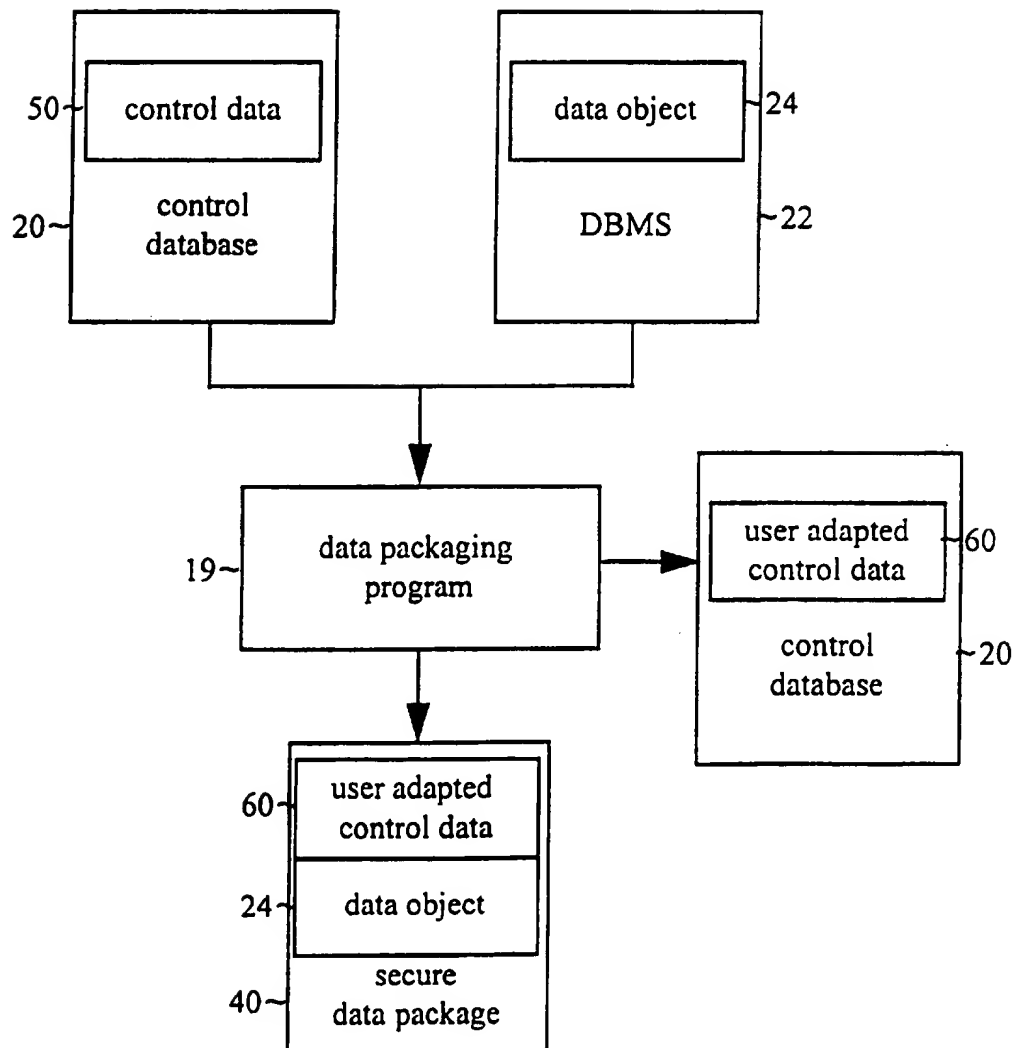 50 control data
data object 24
20 control
database
DBMS 22
19 data packaging
program
user adapted 60
control data
control 20
database
60 user adapted
control data
24 data object
secure
40 data package